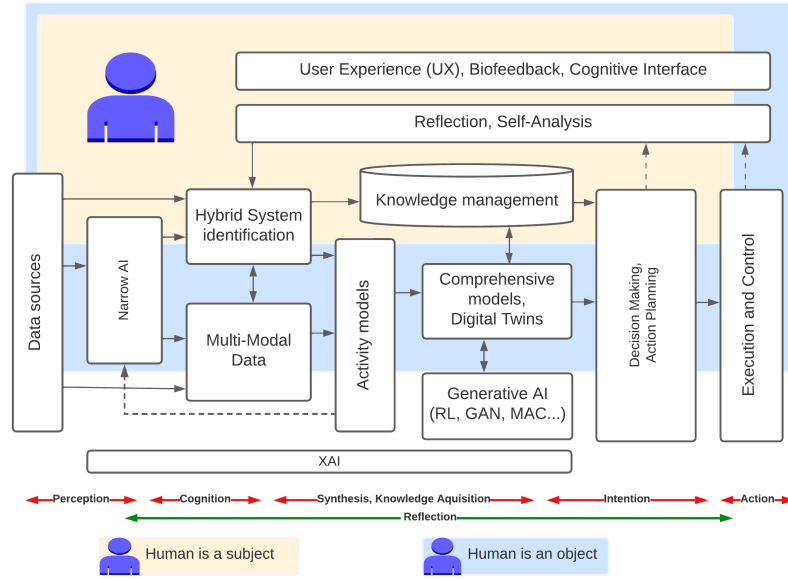 User Experience (UX), Biofeedback, Cognitive Interface
Reflection, Self-Analysis
Data sources
Narrow AI
Hybrid System
identification
Multi-Modal
Data
Activity models
Knowledge management
Comprehensive
models,
Digital Twins
Generative AI
(RL, GAN, MAC...)
Decision Making,
Action Planning
Execution and Control
XAI
Perception
Cognition
Synthesis, Knowledge Aquisition
Intention
Action
Reflection
Human is a subject
Human is an object